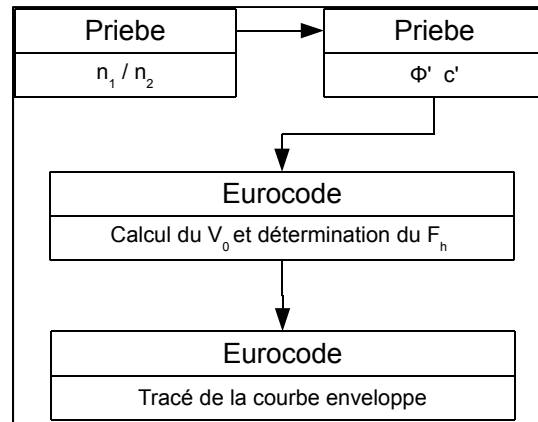 Priebe
n₁ / n₂
Priebe
Φ' c'
Eurocode
Calcul du V₀ et détermination du Fₕ
Eurocode
Tracé de la courbe enveloppe